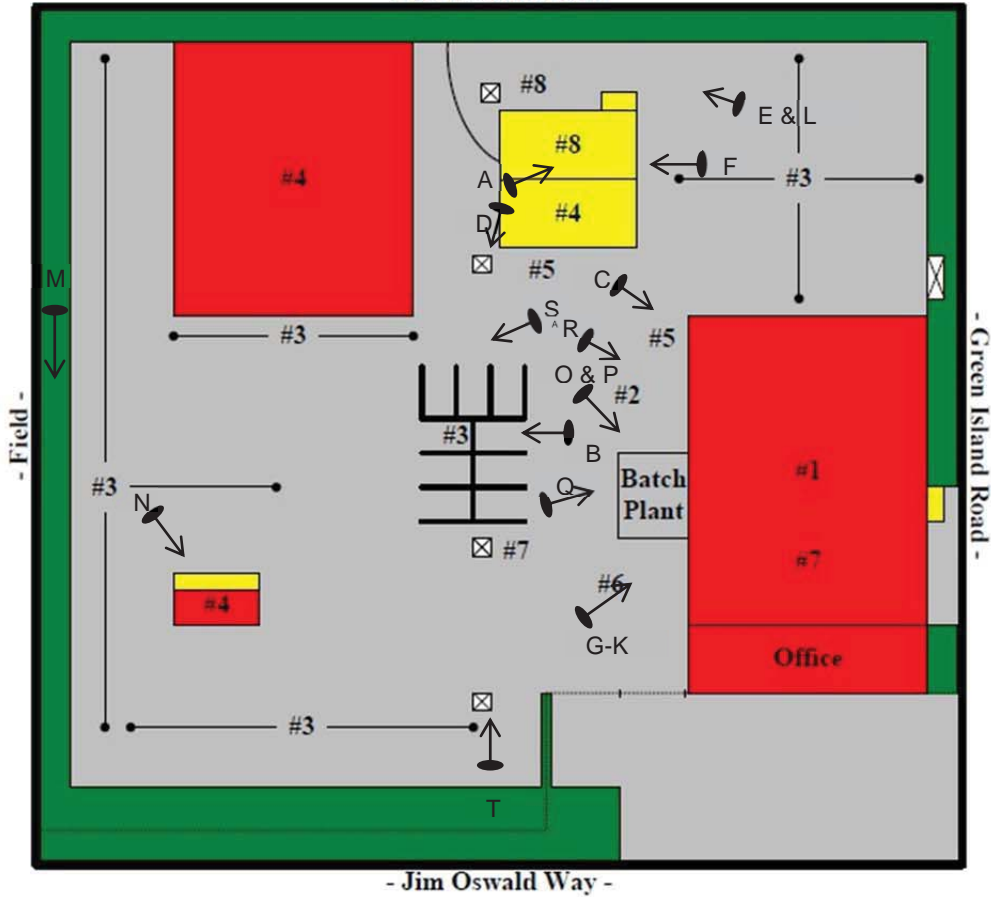 #8
E & L
#4
#8
F
#3
A
#4
D
#5
M
C
S
A
R
#3
#5
- Green Island Road -
O & P
#2
- Field -
#3
B
#1
#3
Q
Batch
Plant
N
#7
#7
#6
#4
G-K
Office
#3
T
- Jim Oswald Way -